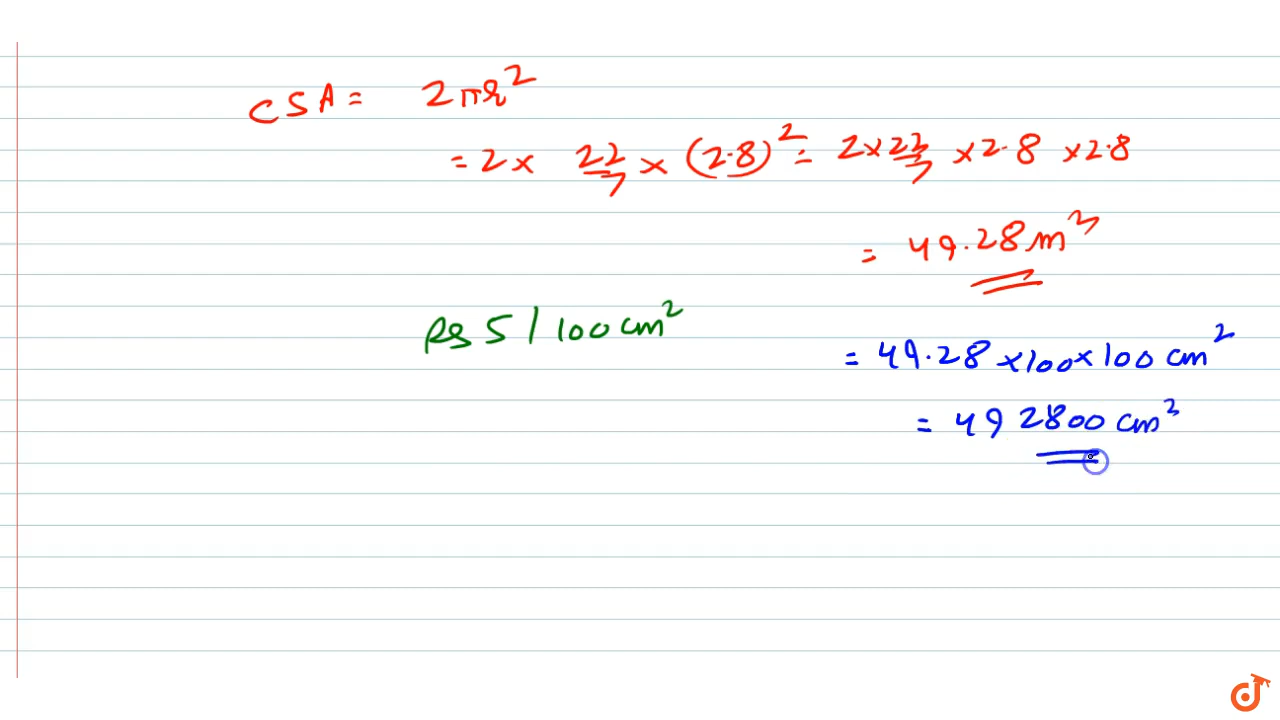 CSA = 2πr²
= 2 × 22/7 × (2.8)² = 2 × 22/7 × 2.8 × 2.8
= 49.28 m³
Rs 5 / 100 cm²
= 49.28 × 100 × 100 cm²
= 492800 cm²